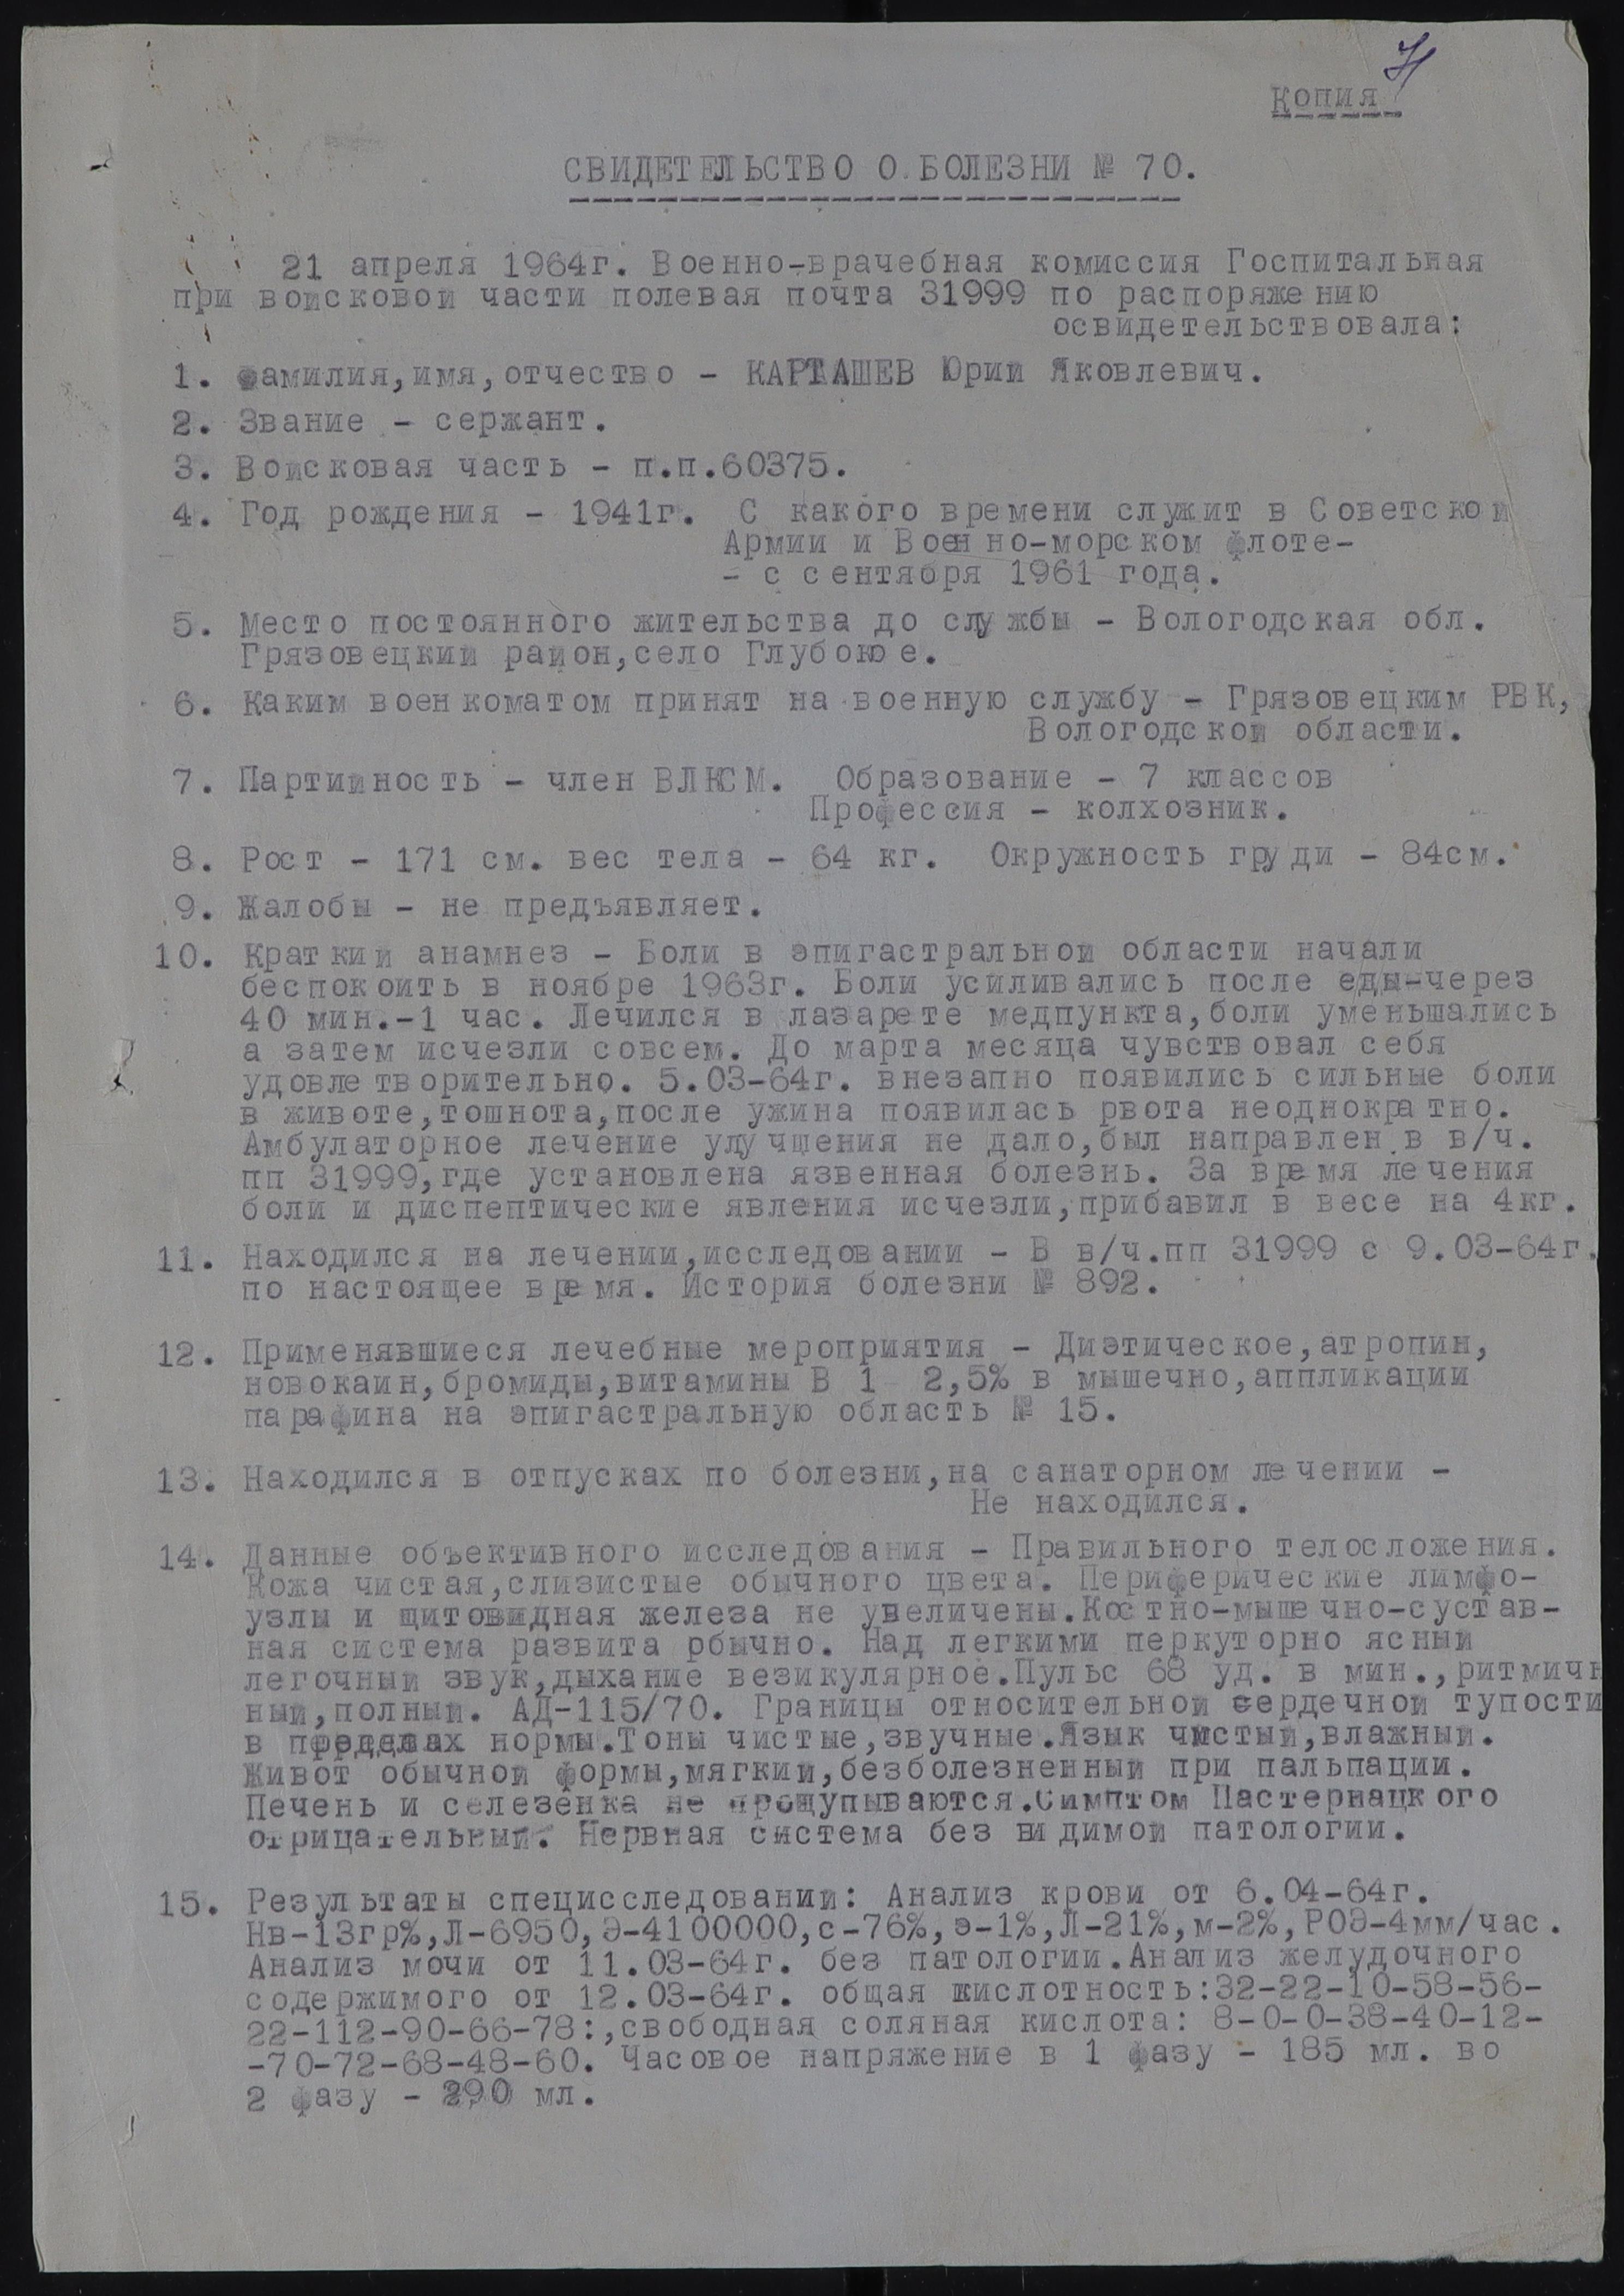 Копия
СВИДЕТЕЛЬСТВО О БОЛЕЗНИ № 70.
21 апреля 1964г. Военно-врачебная комиссия Госпитальная
при войсковой части полевая почта 31999 по распоряжению
освидетельствовала:
1. Фамилия,имя,отчество - КАРТАШЕВ Юрий Яковлевич.
2. Звание - сержант.
3. Войсковая часть - п.п.60375.
4. Год рождения - 1941г. С какого времени служит в Советской
Армии и Военно-морском флоте-
- с сентября 1961 года.
5. Место постоянного жительства до службы - Вологодская обл.
Грязовецкий район,село Глубокое.
6. Каким военкоматом принят на военную службу - Грязовецким РВК,
Вологодской области.
7. Партийность - член ВЛКСМ. Образование - 7 классов
Профессия - колхозник.
8. Рост - 171 см. вес тела - 64 кг. Окружность груди - 84см.
9. Жалобы - не предъявляет.
10. Краткий анамнез - Боли в эпигастральной области начали
беспокоить в ноябре 1963г. Боли усиливались после еды-через
40 мин.-1 час. Лечился в лазарете медпункта,боли уменьшались
а затем исчезли совсем. До марта месяца чувствовал себя
удовлетворительно. 5.03-64г. внезапно появились сильные боли
в животе,тошнота,после ужина появилась рвота неоднократно.
Амбулаторное лечение улучшения не дало,был направлен в в/ч.
пп 31999,где установлена язвенная болезнь. За время лечения
боли и диспептические явления исчезли,прибавил в весе на 4кг.
11. Находился на лечении,исследовании - В в/ч.пп 31999 с 9.03-64г.
по настоящее время. История болезни № 892.
12. Применявшиеся лечебные мероприятия - Диэтическое,атропин,
новокаин,бромиды,витамины В 1 2,5% в мышечно,аппликации
парафина на эпигастральную область № 15.
13. Находился в отпусках по болезни,на санаторном лечении -
Не находился.
14. Данные объективного исследования - Правильного телосложения.
Кожа чистая,слизистые обычного цвета. Периферические лимфо-
узлы и щитовидная железа не увеличены.Костно-мышечно-сустав-
ная система развита обычно. Над легкими перкуторно ясный
легочный звук,дыхание везикулярное.Пульс 68 уд. в мин.,ритмичн
ный,полный. АД-115/70. Границы относительной сердечной тупости
в пределах нормы.Тоны чистые,звучные.Язык чистый,влажный.
Живот обычной формы,мягкий,безболезненный при пальпации.
Печень и селезенка не прощупываются.Симптом Пастернацкого
отрицательный. Нервная система без видимой патологии.
15. Результаты специсследований: Анализ крови от 6.04-64г.
Нв-13гр%,Л-6950,Э-4100000,с-76%,э-1%,Л-21%,м-2%,РОЭ-4мм/час.
Анализ мочи от 11.03-64г. без патологии.Анализ желудочного
содержимого от 12.03-64г. общая кислотность:32-22-10-58-56-
22-112-90-66-78:,свободная соляная кислота: 8-0-0-38-40-12-
-70-72-68-48-60. Часовое напряжение в 1 фазу - 185 мл. во
2 фазу - 290 мл.